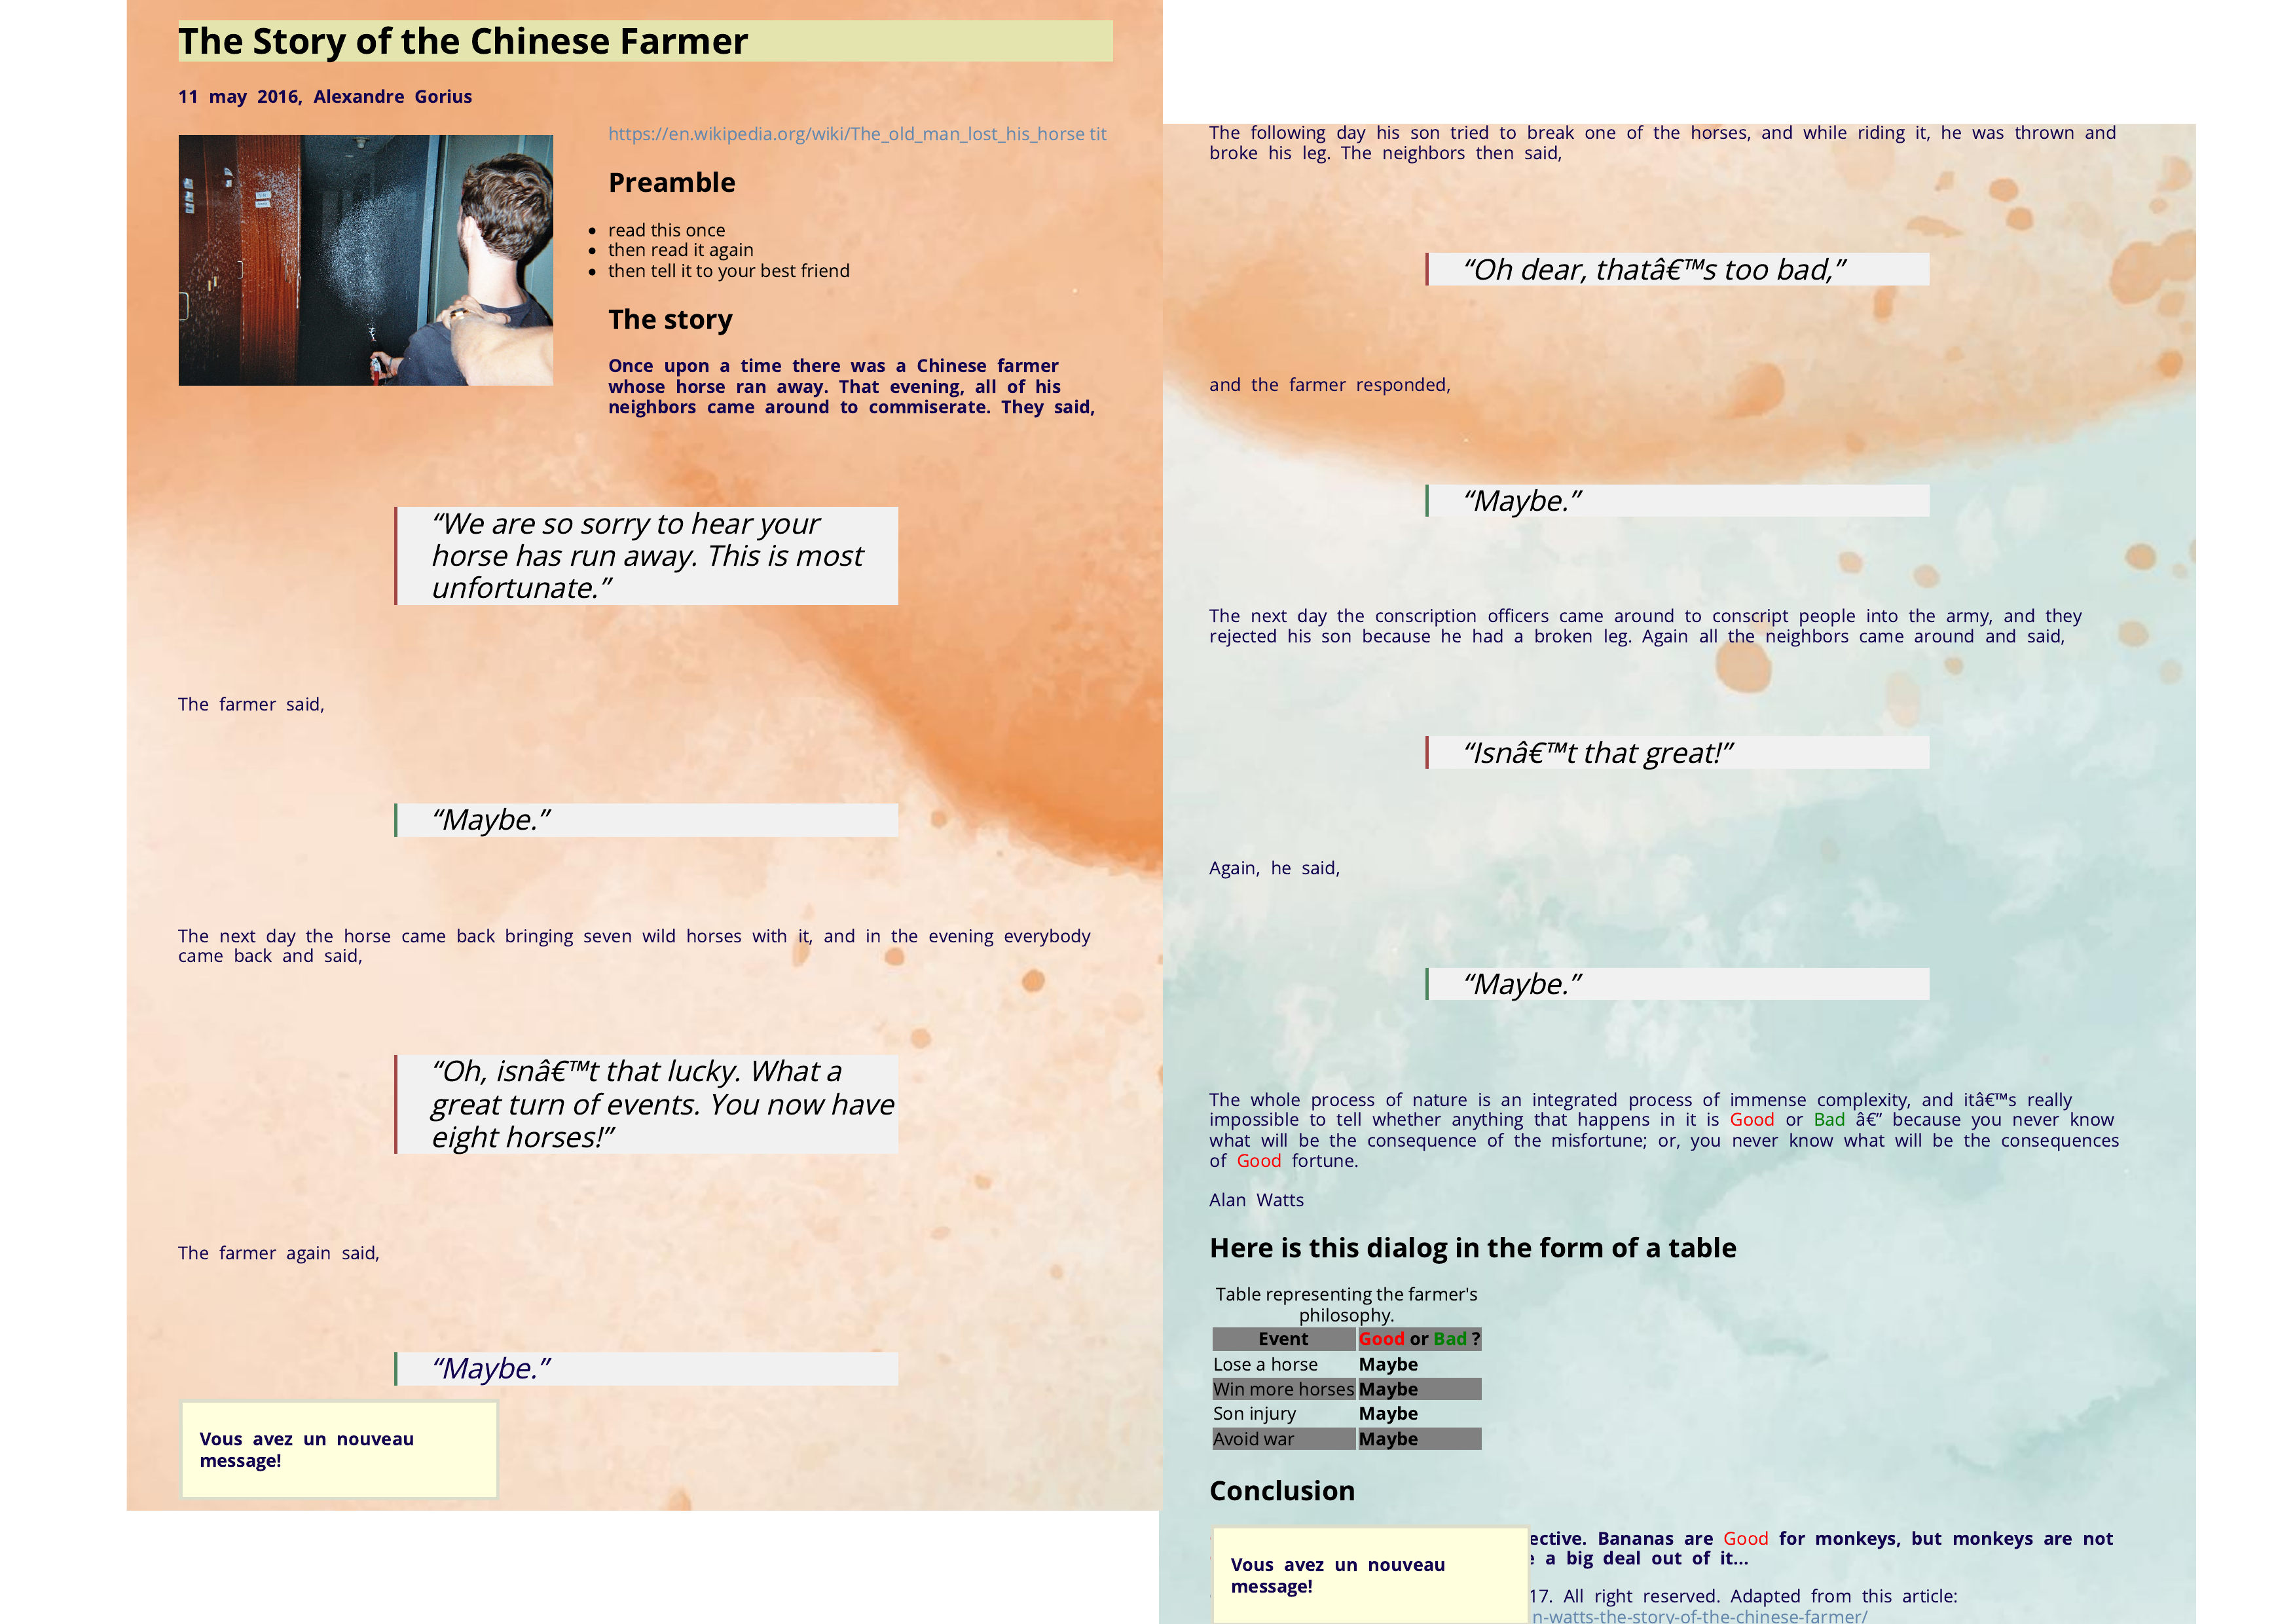 The Story of the Chinese Farmer
11 may 2016, Alexandre Gorius
https://en.wikipedia.org/wiki/The_old_man_lost_his_horse tit
Preamble
• read this once
• then read it again
• then tell it to your best friend
The story
Once upon a time there was a Chinese farmer
whose horse ran away. That evening, all of his
neighbors came around to commiserate. They said,
“We are so sorry to hear your
horse has run away. This is most
unfortunate.”
The farmer said,
“Maybe.”
The next day the horse came back bringing seven wild horses with it, and in the evening everybody
came back and said,
“Oh, isnâ€™t that lucky. What a
great turn of events. You now have
eight horses!”
The farmer again said,
“Maybe.”
Vous avez un nouveau
message!
The following day his son tried to break one of the horses, and while riding it, he was thrown and
broke his leg. The neighbors then said,
“Oh dear, thatâ€™s too bad,”
and the farmer responded,
“Maybe.”
The next day the conscription officers came around to conscript people into the army, and they
rejected his son because he had a broken leg. Again all the neighbors came around and said,
“Isnâ€™t that great!”
Again, he said,
“Maybe.”
The whole process of nature is an integrated process of immense complexity, and itâ€™s really
impossible to tell whether anything that happens in it is Good or Bad â€” because you never know
what will be the consequence of the misfortune; or, you never know what will be the consequences
of Good fortune.
Alan Watts
Here is this dialog in the form of a table
Table representing the farmer's
philosophy.
Event Good or Bad ?
Lose a horse Maybe
Win more horses Maybe
Son injury Maybe
Avoid war Maybe
Conclusion
ective. Bananas are Good for monkeys, but monkeys are not
a big deal out of it...
Vous avez un nouveau
message!
17. All right reserved. Adapted from this article:
n-watts-the-story-of-the-chinese-farmer/